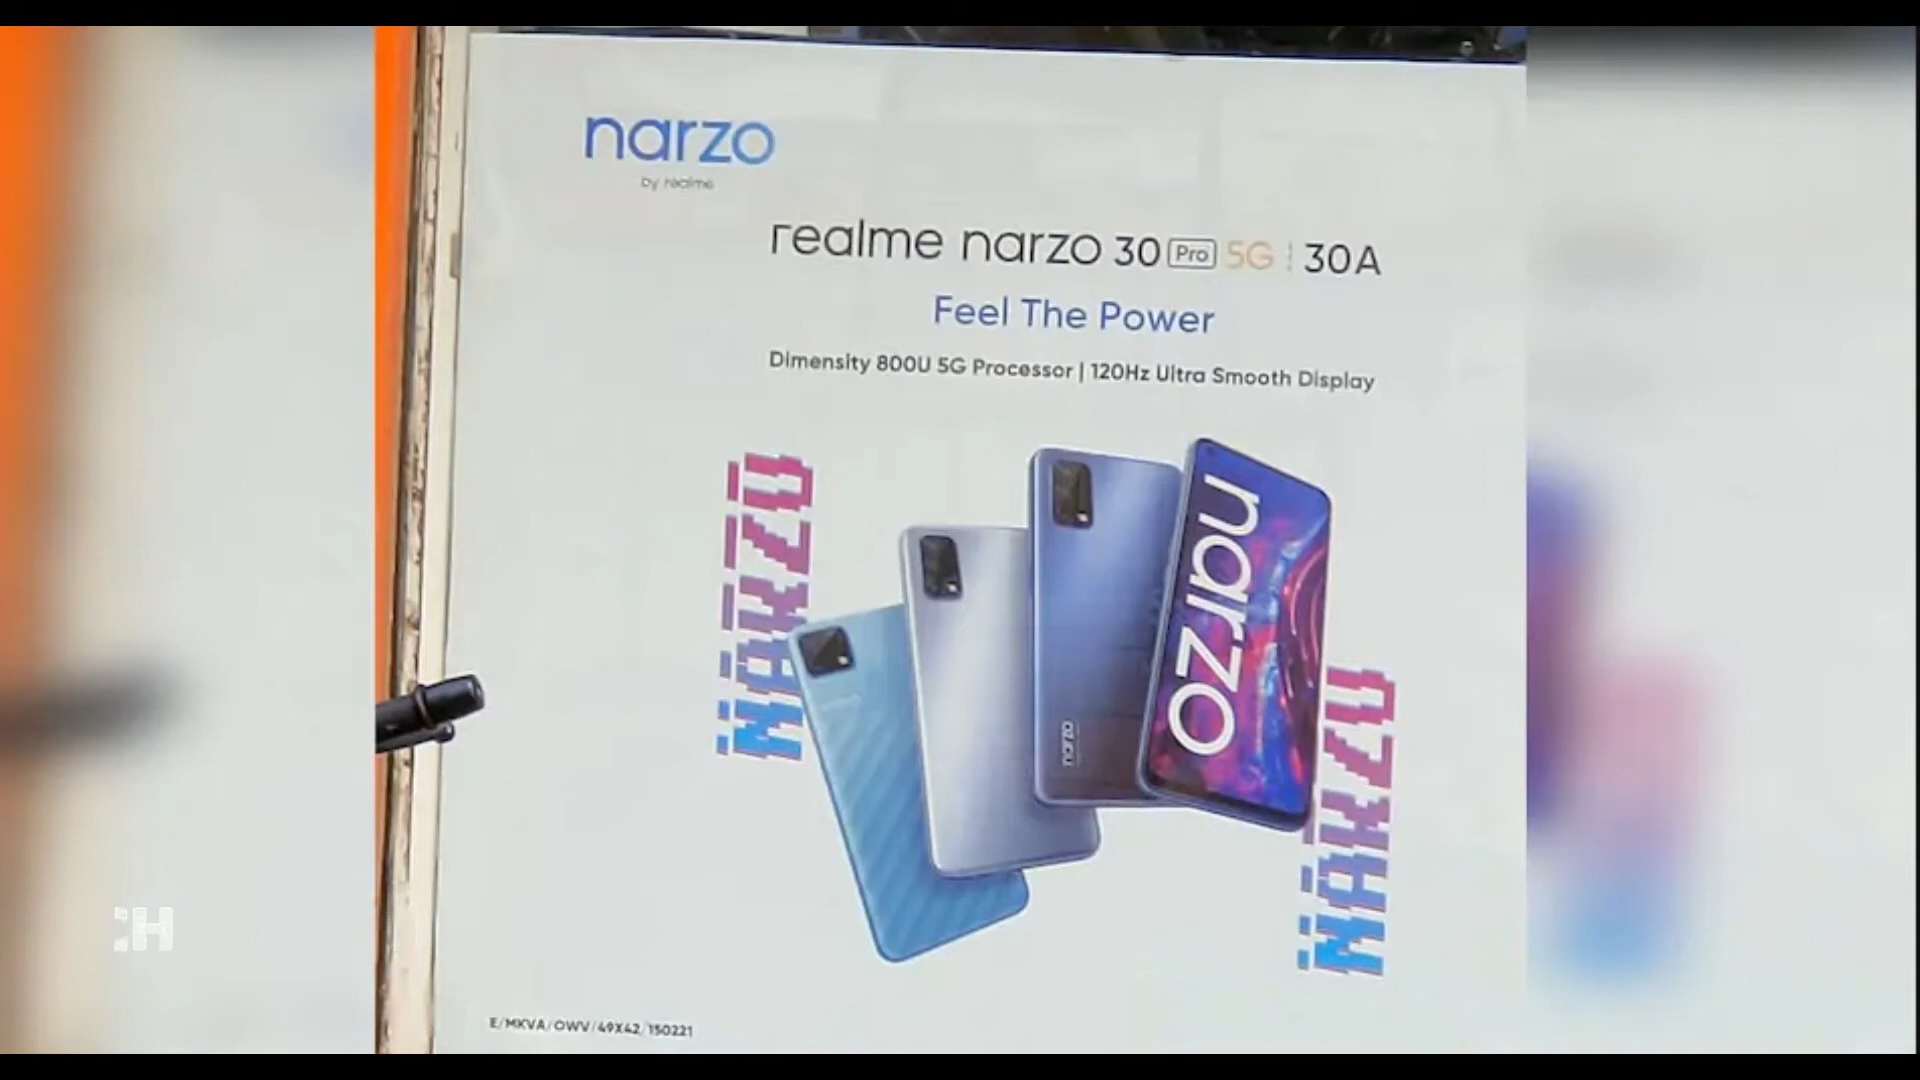 narzo
by realme
realme narzo 30 Pro 5G | 30A
Feel The Power
Dimensity 800U 5G Processor | 120Hz Ultra Smooth Display
NARZO
narzo
narzo
NARZO
:H
E/MKVA/OWV/49X42/150221